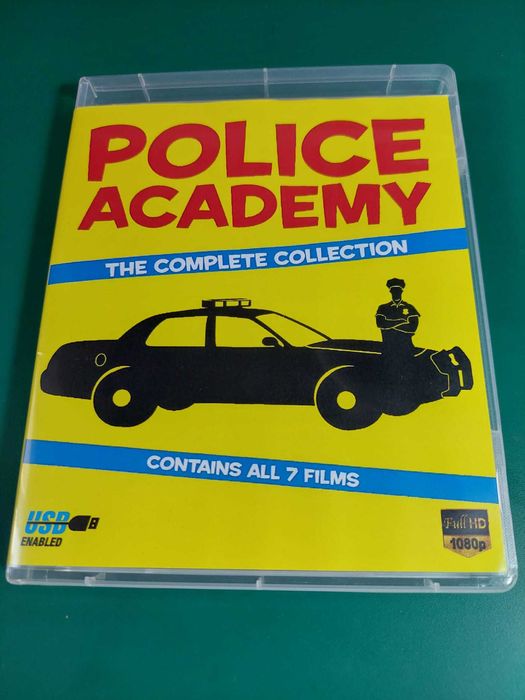 POLICE
ACADEMY
THE COMPLETE COLLECTION
CONTAINS ALL 7 FILMS
USB
ENABLED
Full HD
1080p